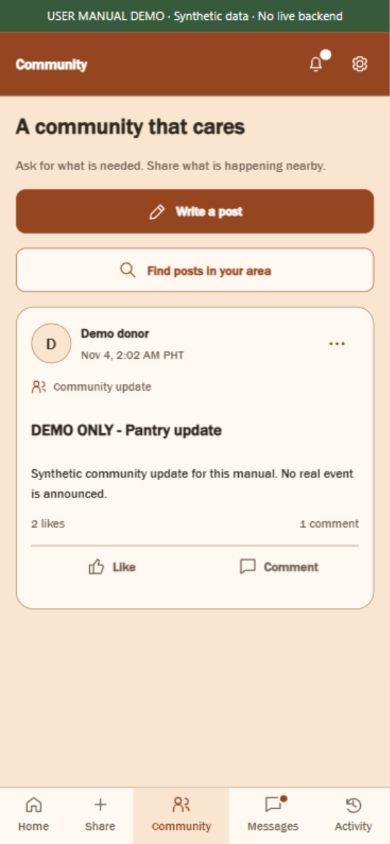 USER MANUAL DEMO · Synthetic data · No live backend
Community
A community that cares
Ask for what is needed. Share what is happening nearby.
Write a post
Find posts in your area
D
Demo donor
Nov 4, 2:02 AM PHT
Community update
DEMO ONLY - Pantry update
Synthetic community update for this manual. No real event
is announced.
2 likes
1 comment
Like
Comment
Home
Share
Community
Messages
Activity